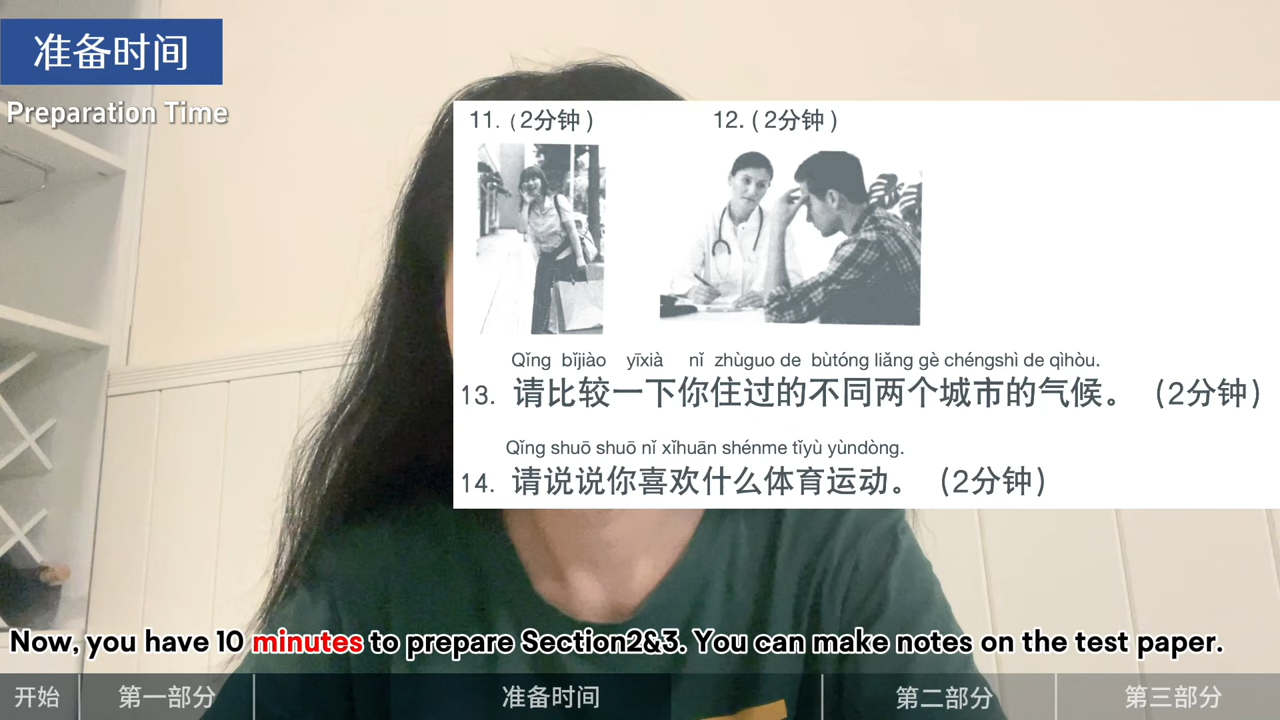 准备时间
Preparation Time
11.（2分钟）
12.（2分钟）
Qǐng bǐjiào yīxià nǐ zhùguo de bùtóng liǎng gè chéngshì de qìhòu.
13. 请比较一下你住过的不同两个城市的气候。（2分钟）
Qǐng shuō shuō nǐ xǐhuān shénme tǐyù yùndòng.
14. 请说说你喜欢什么体育运动。（2分钟）
Now, you have 10 minutes to prepare Section2&3. You can make notes on the test paper.
开始
第一部分
准备时间
第二部分
第三部分